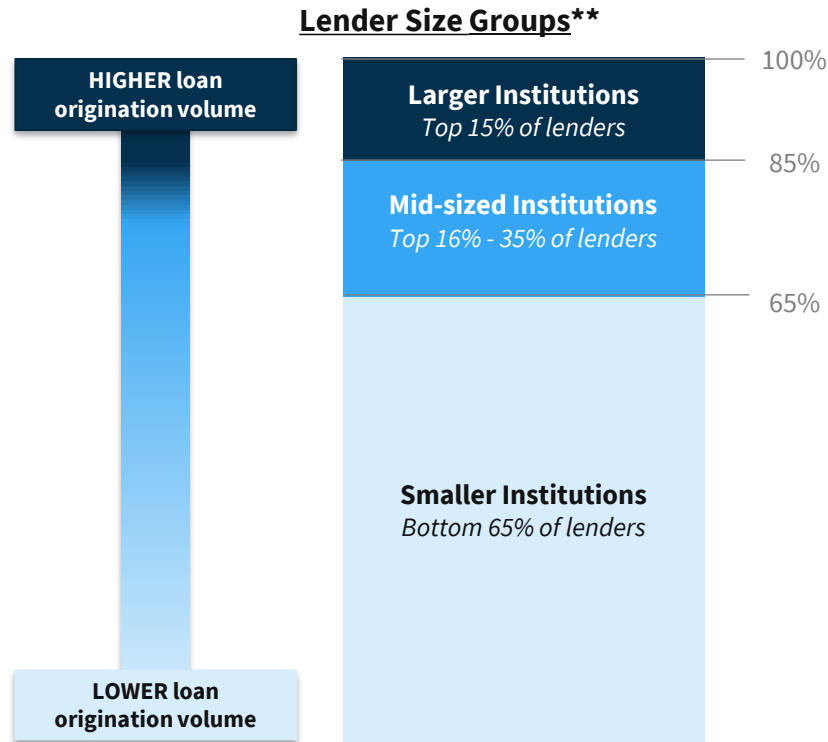 Lender Size Groups**
HIGHER loan
origination volume
100%
Larger Institutions
Top 15% of lenders
85%
Mid-sized Institutions
Top 16% - 35% of lenders
65%
Smaller Institutions
Bottom 65% of lenders
LOWER loan
origination volume